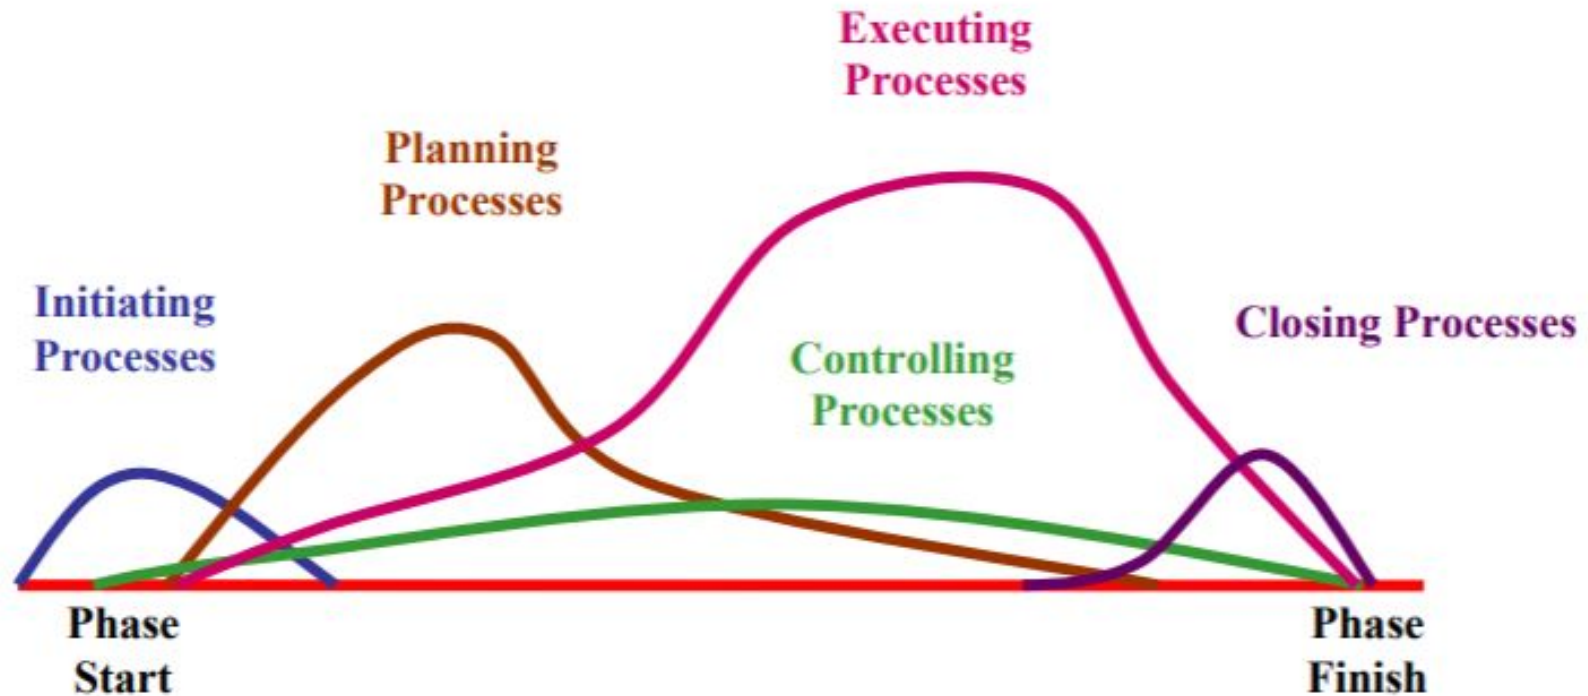 Executing
Processes
Planning
Processes
Initiating
Processes
Controlling
Processes
Closing Processes
Phase
Start
Phase
Finish